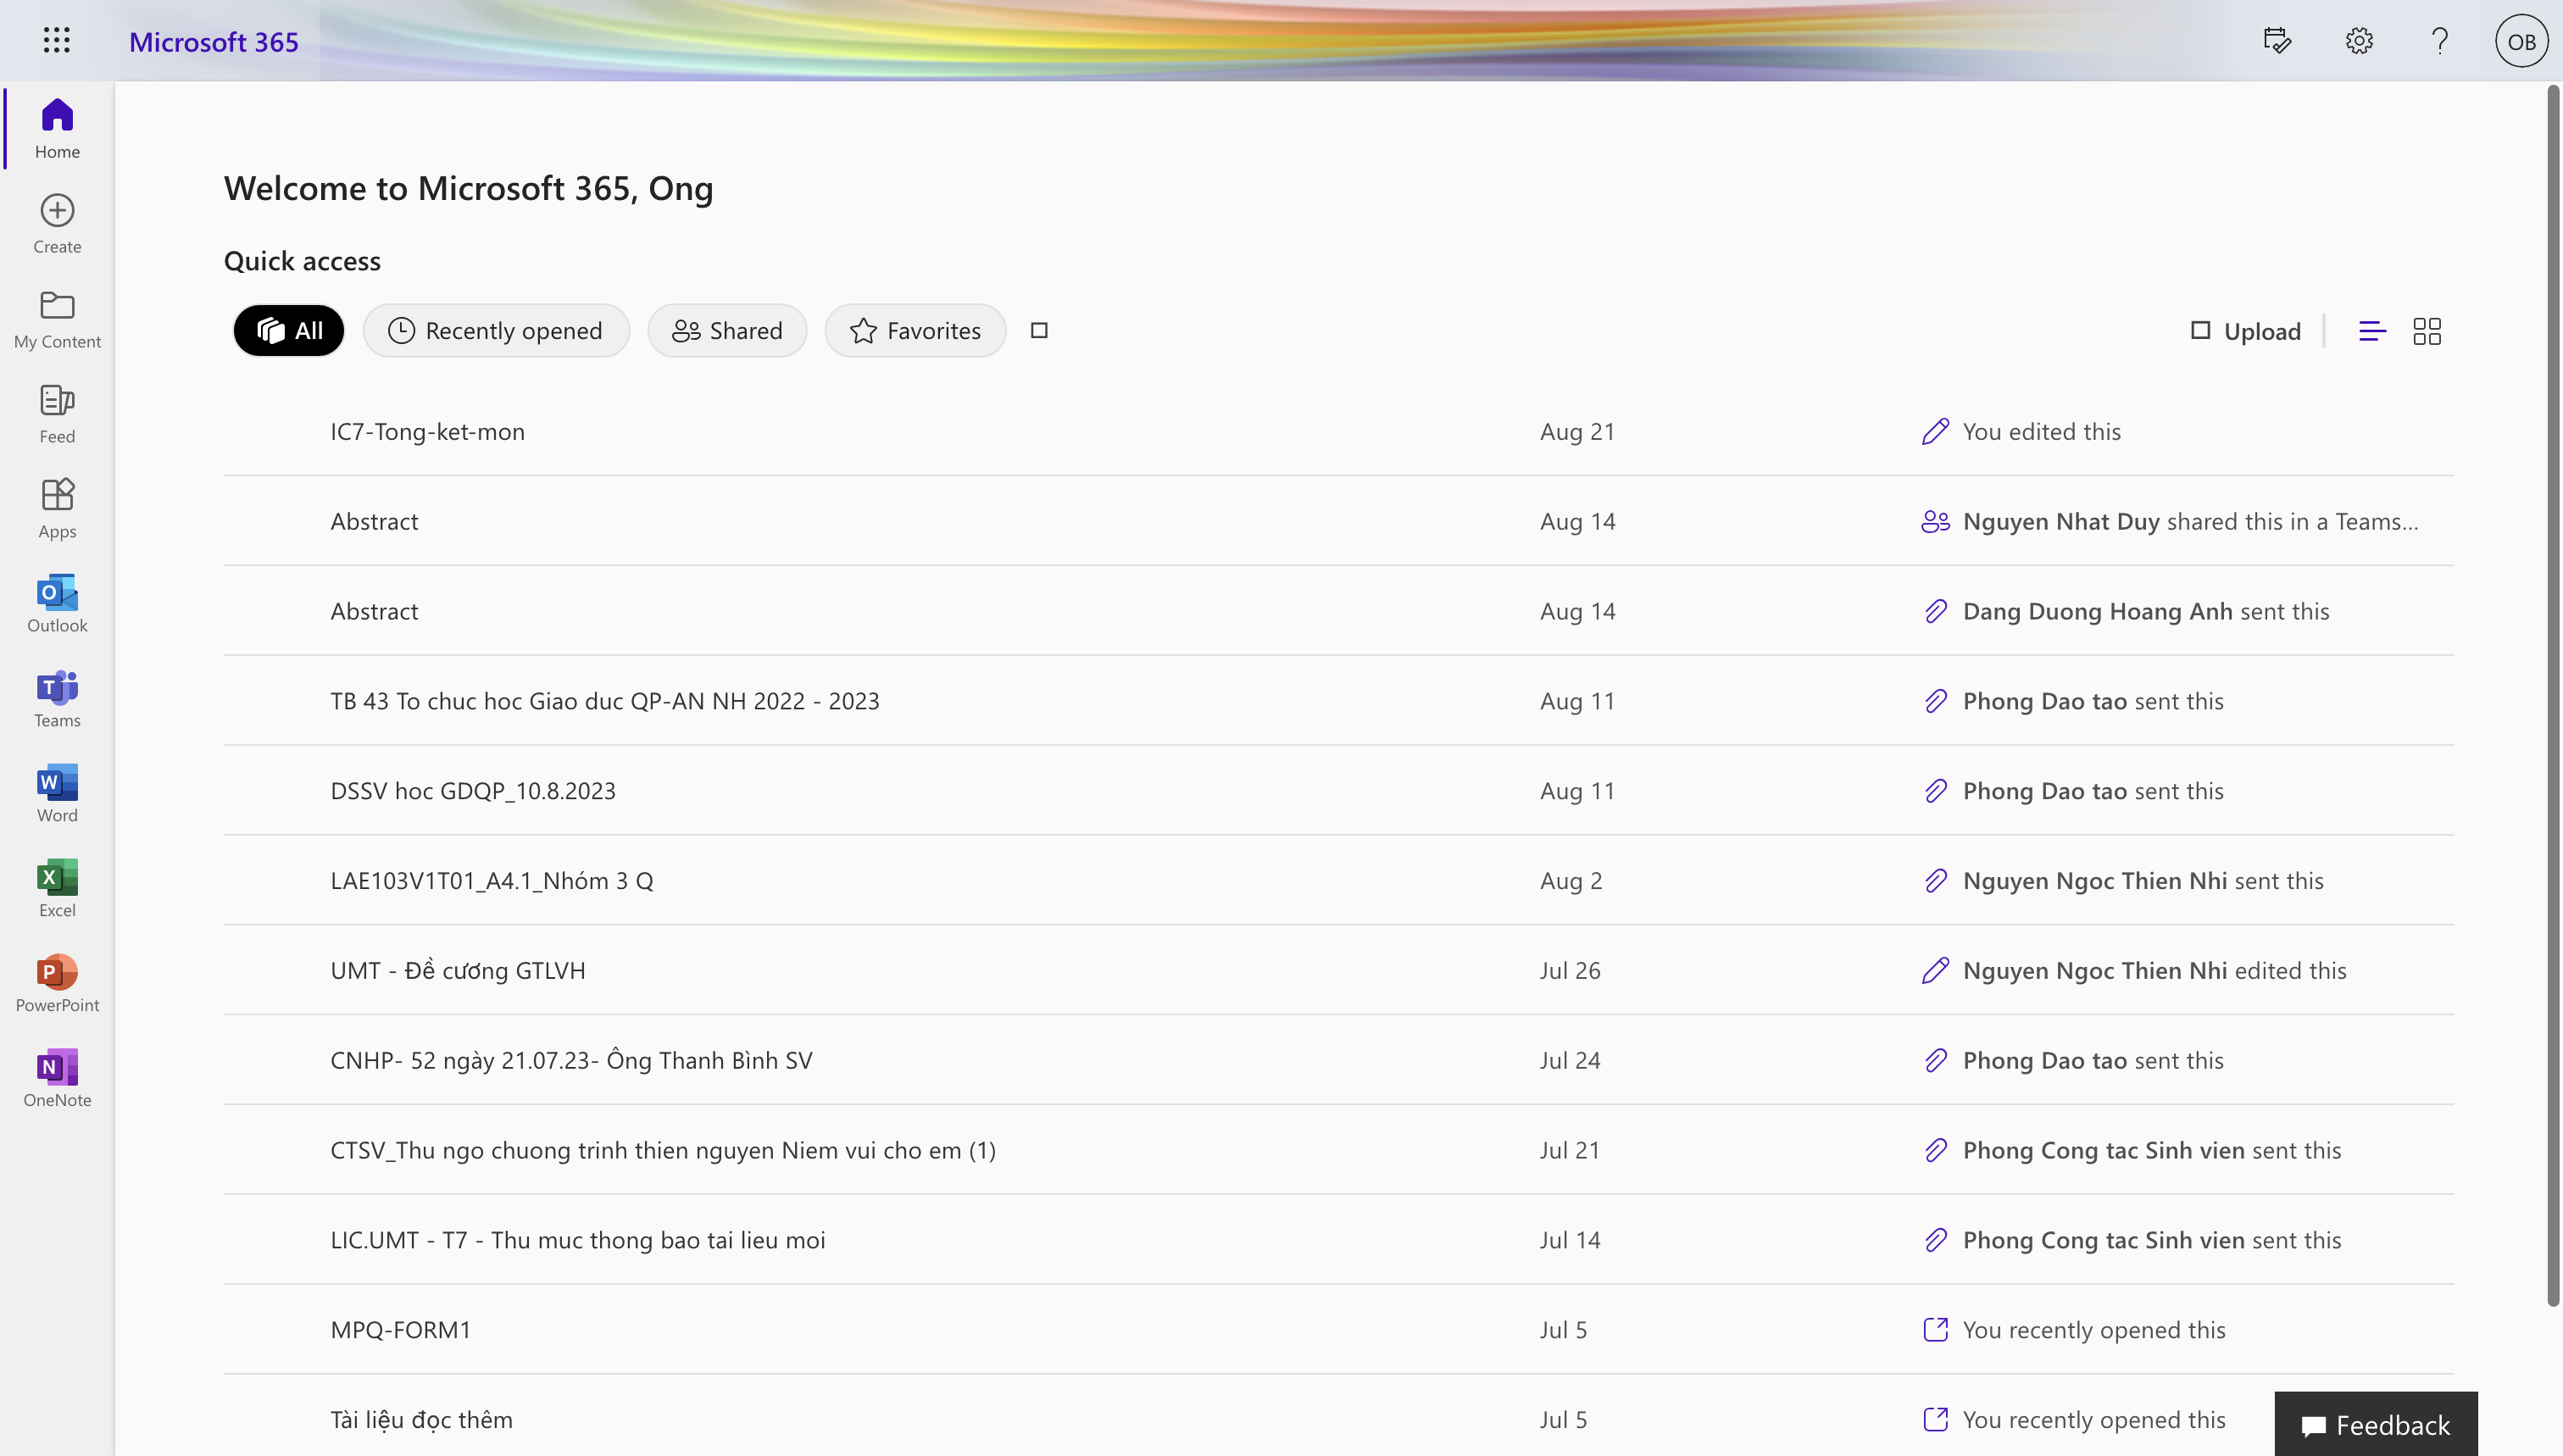 Microsoft 365
OB
Home
Create
My Content
Feed
Apps
Outlook
Teams
Word
Excel
PowerPoint
OneNote
Welcome to Microsoft 365, Ong
Quick access
All Recently opened Shared Favorites Upload
IC7-Tong-ket-mon Aug 21 You edited this
Abstract Aug 14 Nguyen Nhat Duy shared this in a Teams...
Abstract Aug 14 Dang Duong Hoang Anh sent this
TB 43 To chuc hoc Giao duc QP-AN NH 2022 - 2023 Aug 11 Phong Dao tao sent this
DSSV hoc GDQP_10.8.2023 Aug 11 Phong Dao tao sent this
LAE103V1T01_A4.1_Nhóm 3 Q Aug 2 Nguyen Ngoc Thien Nhi sent this
UMT - Đề cương GTLVH Jul 26 Nguyen Ngoc Thien Nhi edited this
CNHP- 52 ngày 21.07.23- Ông Thanh Bình SV Jul 24 Phong Dao tao sent this
CTSV_Thu ngo chuong trinh thien nguyen Niem vui cho em (1) Jul 21 Phong Cong tac Sinh vien sent this
LIC.UMT - T7 - Thu muc thong bao tai lieu moi Jul 14 Phong Cong tac Sinh vien sent this
MPQ-FORM1 Jul 5 You recently opened this
Tài liệu đọc thêm Jul 5 You recently opened this
Feedback